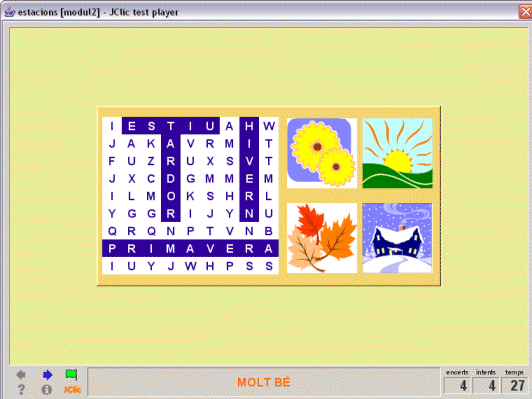 estacions [modul2] - JClic test player
I E S T I U A H W
J A K A V R M I T
F U Z R U X S V T
J X C D G M M E M
I L M O K S H R L
Y G G R I J Y N U
Q R Q N P T V N B
P R I M A V E R A
I U Y J W H P S S
JClic
MOLT BÉ
encerts intents temps
4 4 27